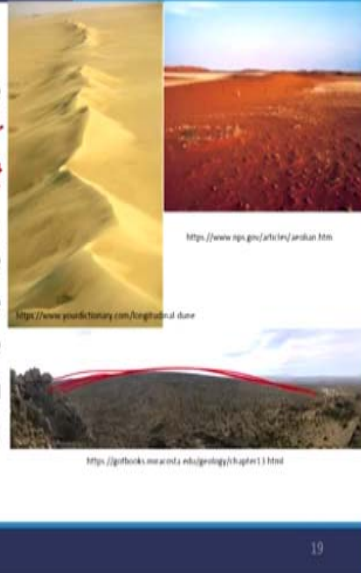 https://www.nps.gov/articles/aeolian.htm
https://www.yourdictionary.com/longitudinal-dune
https://gotbooks.miracosta.edu/geology/chapter13.html
19